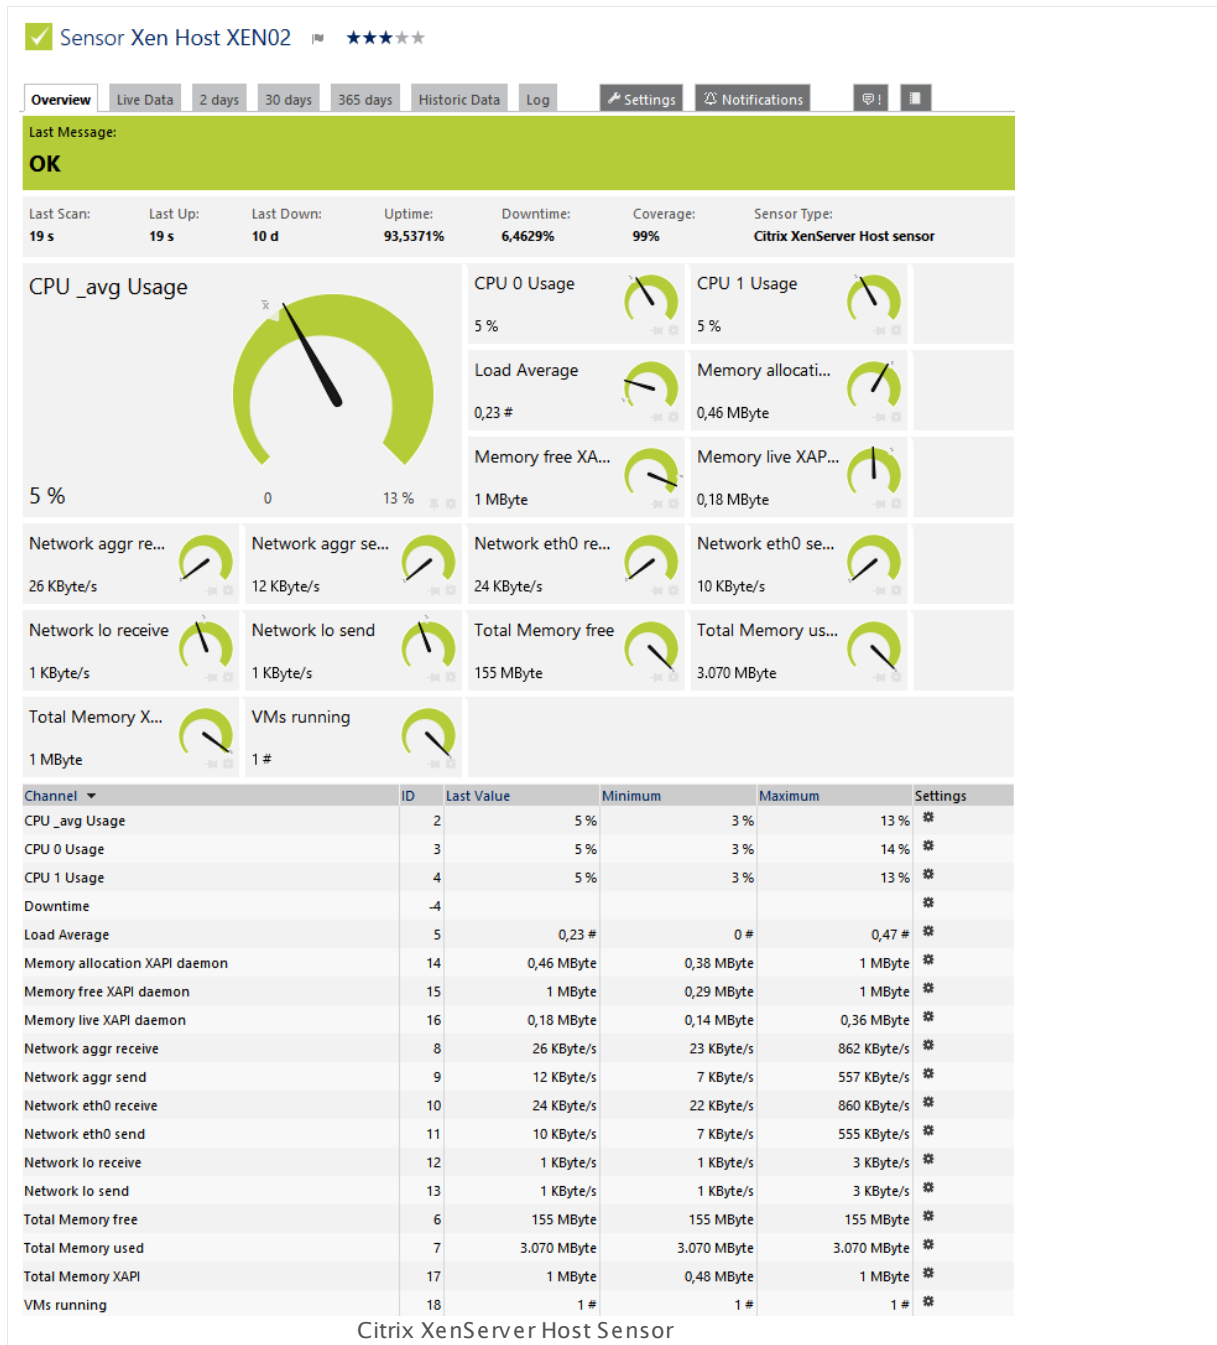 Sensor Xen Host XEN02
Overview Live Data 2 days 30 days 365 days Historic Data Log Settings Notifications !
Last Message:
OK
Last Scan: Last Up: Last Down: Uptime: Downtime: Coverage: Sensor Type:
19 s 19 s 10 d 93,5371% 6,4629% 99% Citrix XenServer Host sensor
CPU _avg Usage
5 % 0 13 %
CPU 0 Usage CPU 1 Usage
5 % 5 %
Load Average Memory allocati...
0,23 # 0,46 MByte
Memory free XA... Memory live XAP...
1 MByte 0,18 MByte
Network aggr re... Network aggr se... Network eth0 re... Network eth0 se...
26 KByte/s 12 KByte/s 24 KByte/s 10 KByte/s
Network lo receive Network lo send Total Memory free Total Memory us...
1 KByte/s 1 KByte/s 155 MByte 3.070 MByte
Total Memory X... VMs running
1 MByte 1 #
Channel ID Last Value Minimum Maximum Settings
CPU _avg Usage 2 5 % 3 % 13 %
CPU 0 Usage 3 5 % 3 % 14 %
CPU 1 Usage 4 5 % 3 % 13 %
Downtime -4
Load Average 5 0,23 # 0 # 0,47 #
Memory allocation XAPI daemon 14 0,46 MByte 0,38 MByte 1 MByte
Memory free XAPI daemon 15 1 MByte 0,29 MByte 1 MByte
Memory live XAPI daemon 16 0,18 MByte 0,14 MByte 0,36 MByte
Network aggr receive 8 26 KByte/s 23 KByte/s 862 KByte/s
Network aggr send 9 12 KByte/s 7 KByte/s 557 KByte/s
Network eth0 receive 10 24 KByte/s 22 KByte/s 860 KByte/s
Network eth0 send 11 10 KByte/s 7 KByte/s 555 KByte/s
Network lo receive 12 1 KByte/s 1 KByte/s 3 KByte/s
Network lo send 13 1 KByte/s 1 KByte/s 3 KByte/s
Total Memory free 6 155 MByte 155 MByte 155 MByte
Total Memory used 7 3.070 MByte 3.070 MByte 3.070 MByte
Total Memory XAPI 17 1 MByte 0,48 MByte 1 MByte
VMs running 18 1 # 1 # 1 #
Citrix XenServer Host Sensor